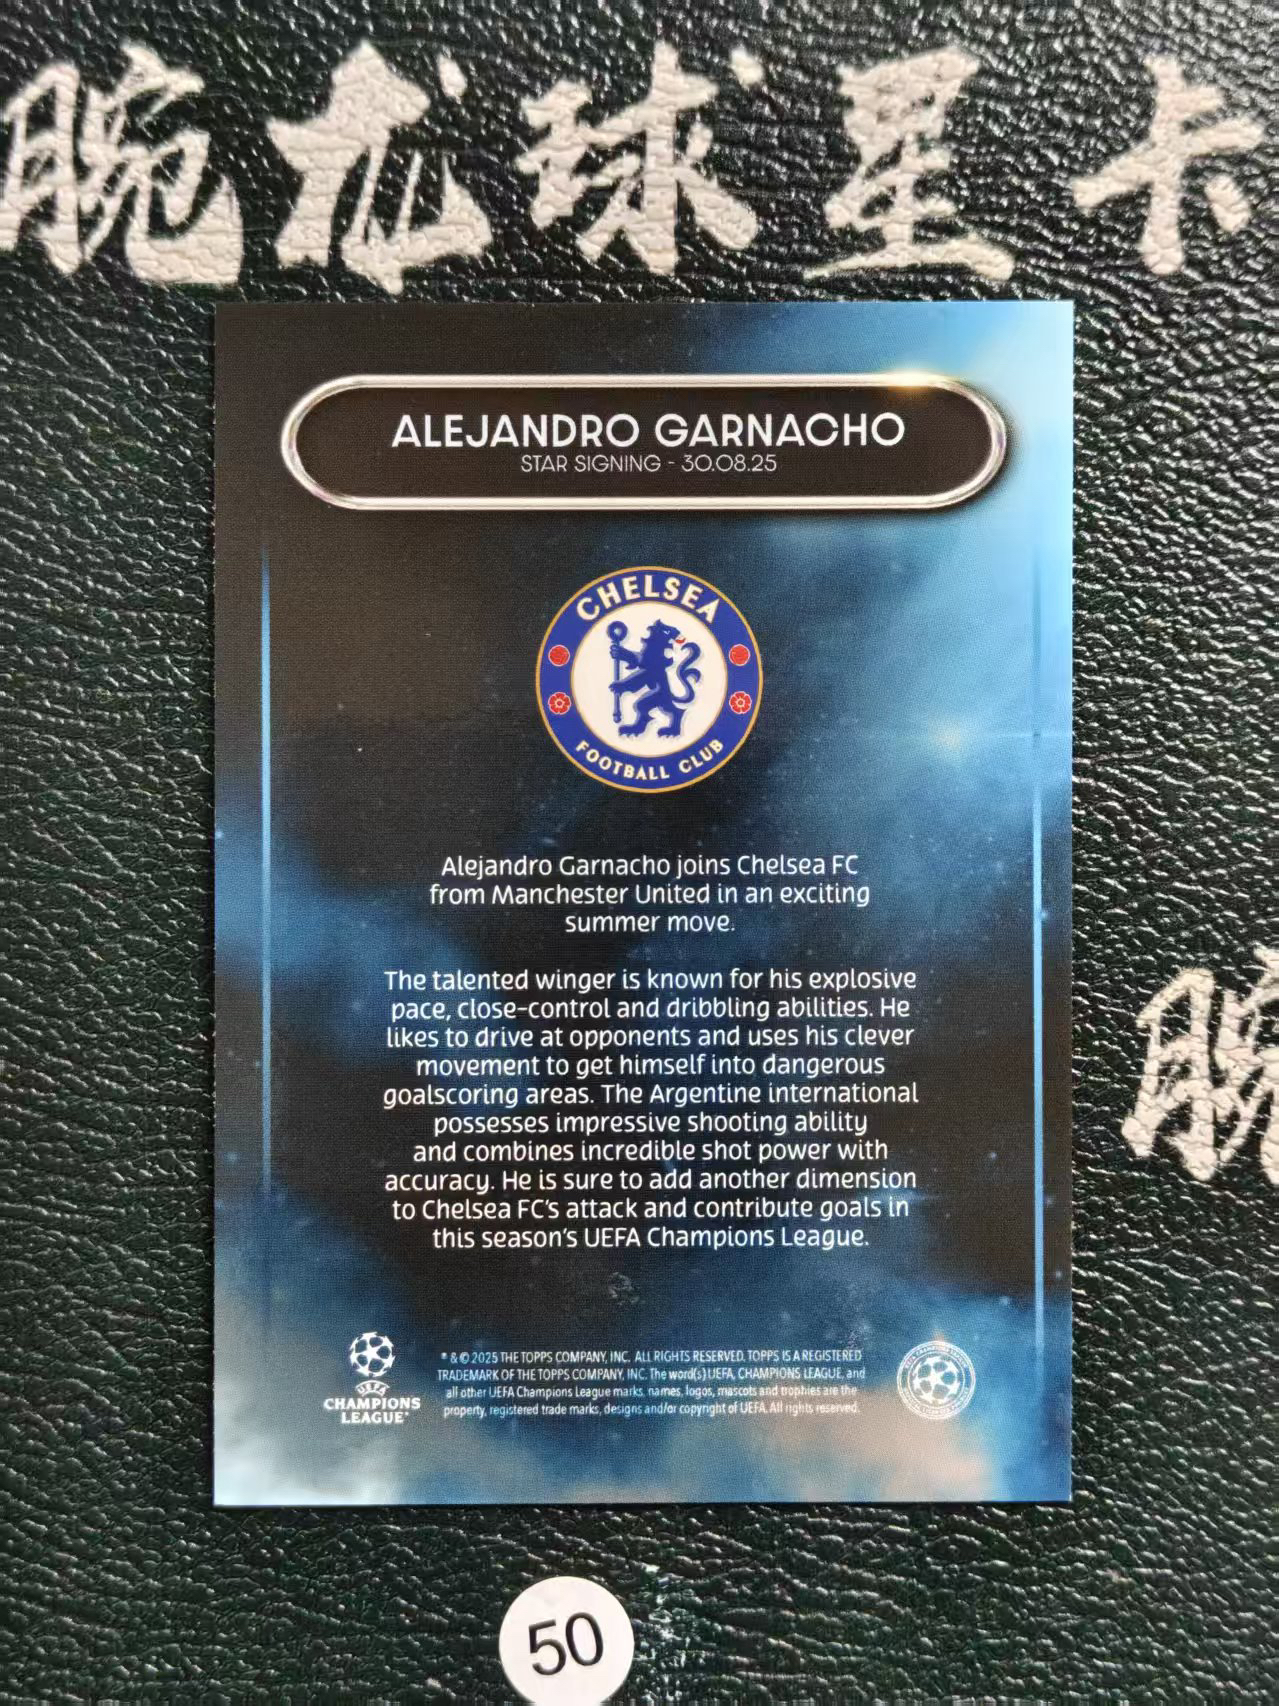 腕龙球星卡
ALEJANDRO GARNACHO
STAR SIGNING - 30.08.25
CHELSEA
FOOTBALL CLUB
Alejandro Garnacho joins Chelsea FC
from Manchester United in an exciting
summer move.
The talented winger is known for his explosive
pace, close-control and dribbling abilities. He
likes to drive at opponents and uses his clever
movement to get himself into dangerous
goalscoring areas. The Argentine international
possesses impressive shooting ability
and combines incredible shot power with
accuracy. He is sure to add another dimension
to Chelsea FC's attack and contribute goals in
this season's UEFA Champions League.
腕
UEFA
CHAMPIONS
LEAGUE®
® & © 2025 THE TOPPS COMPANY, INC. ALL RIGHTS RESERVED. TOPPS IS A REGISTERED
TRADEMARK OF THE TOPPS COMPANY, INC. The word(s) UEFA, CHAMPIONS LEAGUE, and
all other UEFA Champions League marks, names, logos, mascots and trophies are the
property, registered trade marks, designs and/or copyright of UEFA. All rights reserved.
50